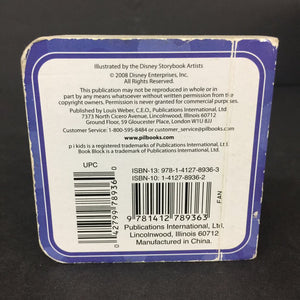 Illustrated by the Disney Storybook Artists
© 2008 Disney Enterprises, Inc.
All Rights Reserved.
This publication may not be reproduced in whole or
in part by any means whatsoever without written permission from the
copyright owners. Permission is never granted for commercial purposes.
Published by Louis Weber, C.E.O., Publications International, Ltd.
7373 North Cicero Avenue, Lincolnwood, Illinois 60712
Ground Floor, 59 Gloucester Place, London W1U 8JJ
Customer Service: 1-800-595-8484 or customer_service@pilbooks.com
www.pilbooks.com
p i kids is a registered trademarks of Publications International, Ltd.
Book Block is a trademark of Publications International, Ltd.
UPC
0 42799 78936 0
ISBN-13: 978-1-4127-8936-3
ISBN-10: 1-4127-8936-2
9 781412 789363
FAN
Publications International, Ltd.
Lincolnwood, Illinois 60712
Manufactured in China.